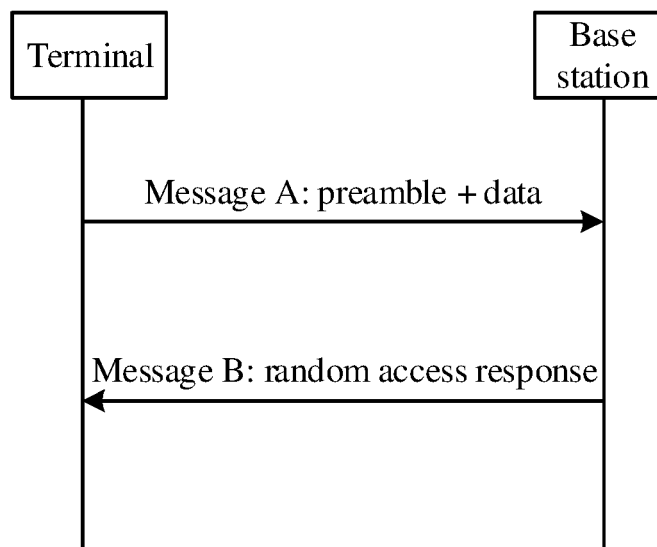 Terminal
Base
station
Message A: preamble + data
Message B: random access response